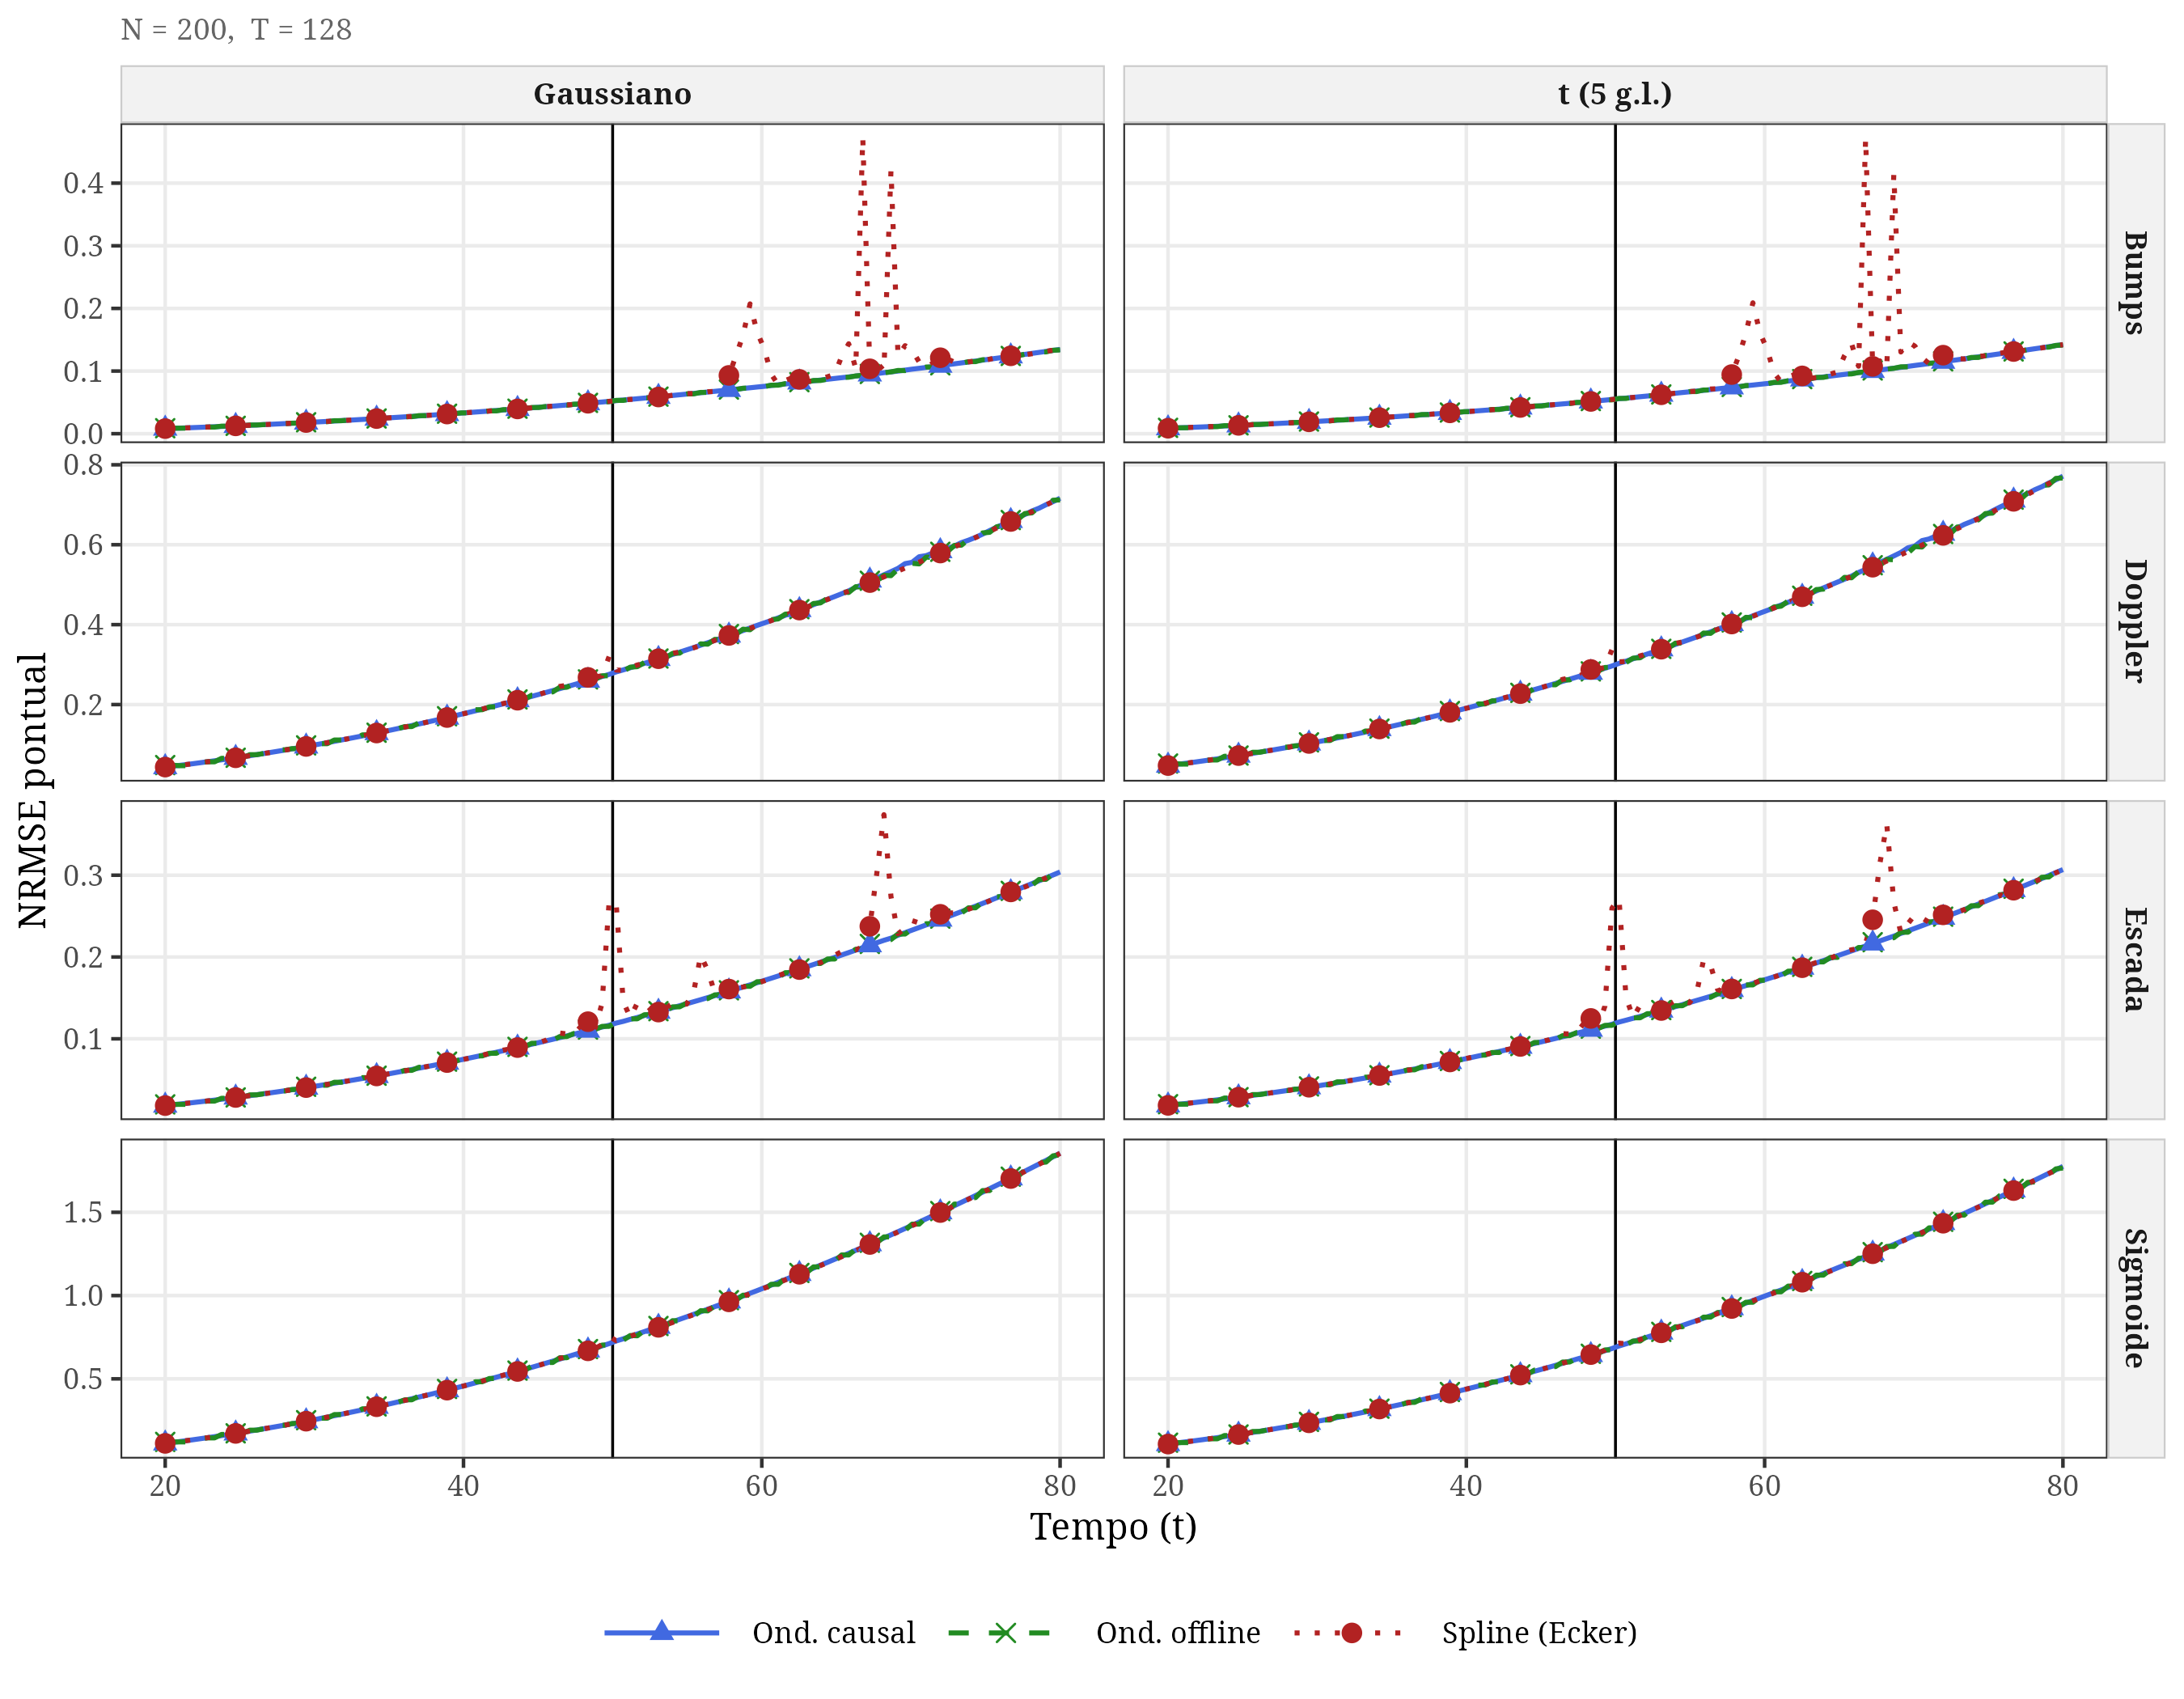 N = 200,  T = 128
Gaussiano
t (5 g.l.)
0.4
0.3
0.2
0.1
0.0
Bumps
0.8
0.6
0.4
0.2
Doppler
0.3
0.2
0.1
Escada
1.5
1.0
0.5
Sigmoide
NRMSE pontual
20 40 60 80 20 40 60 80
Tempo (t)
Ond. causal Ond. offline Spline (Ecker)